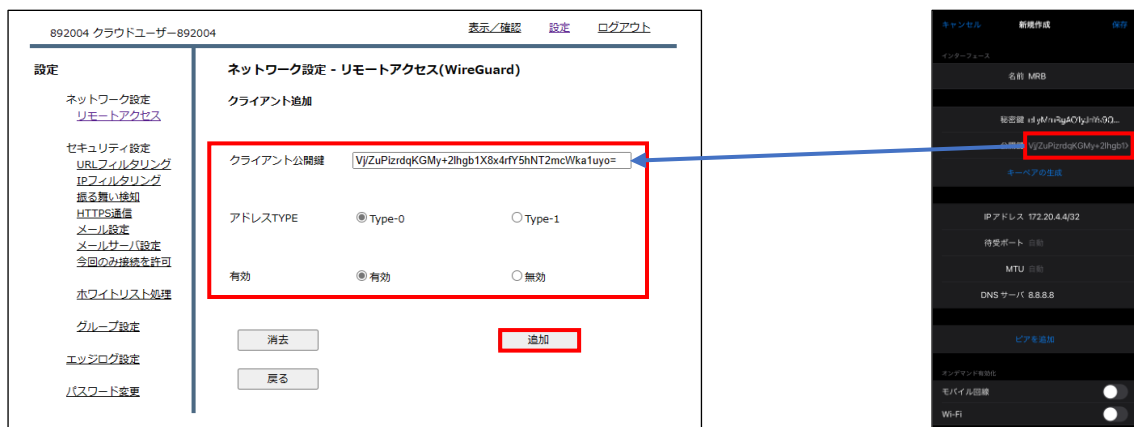 892004 クラウドユーザー892004
表示／確認 設定 ログアウト
設定
ネットワーク設定
リモートアクセス
セキュリティ設定
URLフィルタリング
IPフィルタリング
振る舞い検知
HTTPS通信
メール設定
メールサーバ設定
今回のみ接続を許可
ホワイトリスト処理
グループ設定
エッジログ設定
パスワード変更
ネットワーク設定 - リモートアクセス(WireGuard)
クライアント追加
クライアント公開鍵 Vj/ZuPizrdqKGMy+2lhgb1X8x4rfY5hNT2mcWka1uyo=
アドレスTYPE Type-0 Type-1
有効 有効 無効
消去 追加
戻る
キャンセル 新規作成 保存
インターフェース
名前 MRB
秘密鍵
公開鍵 Vj/ZuPizrdqKGMy+2lhgb1X
キーペアの生成
IPアドレス 172.20.4.4/32
待受ポート 自動
MTU 自動
DNS サーバ 8.8.8.8
ピアを追加
オンデマンド有効化
モバイル回線
Wi-Fi